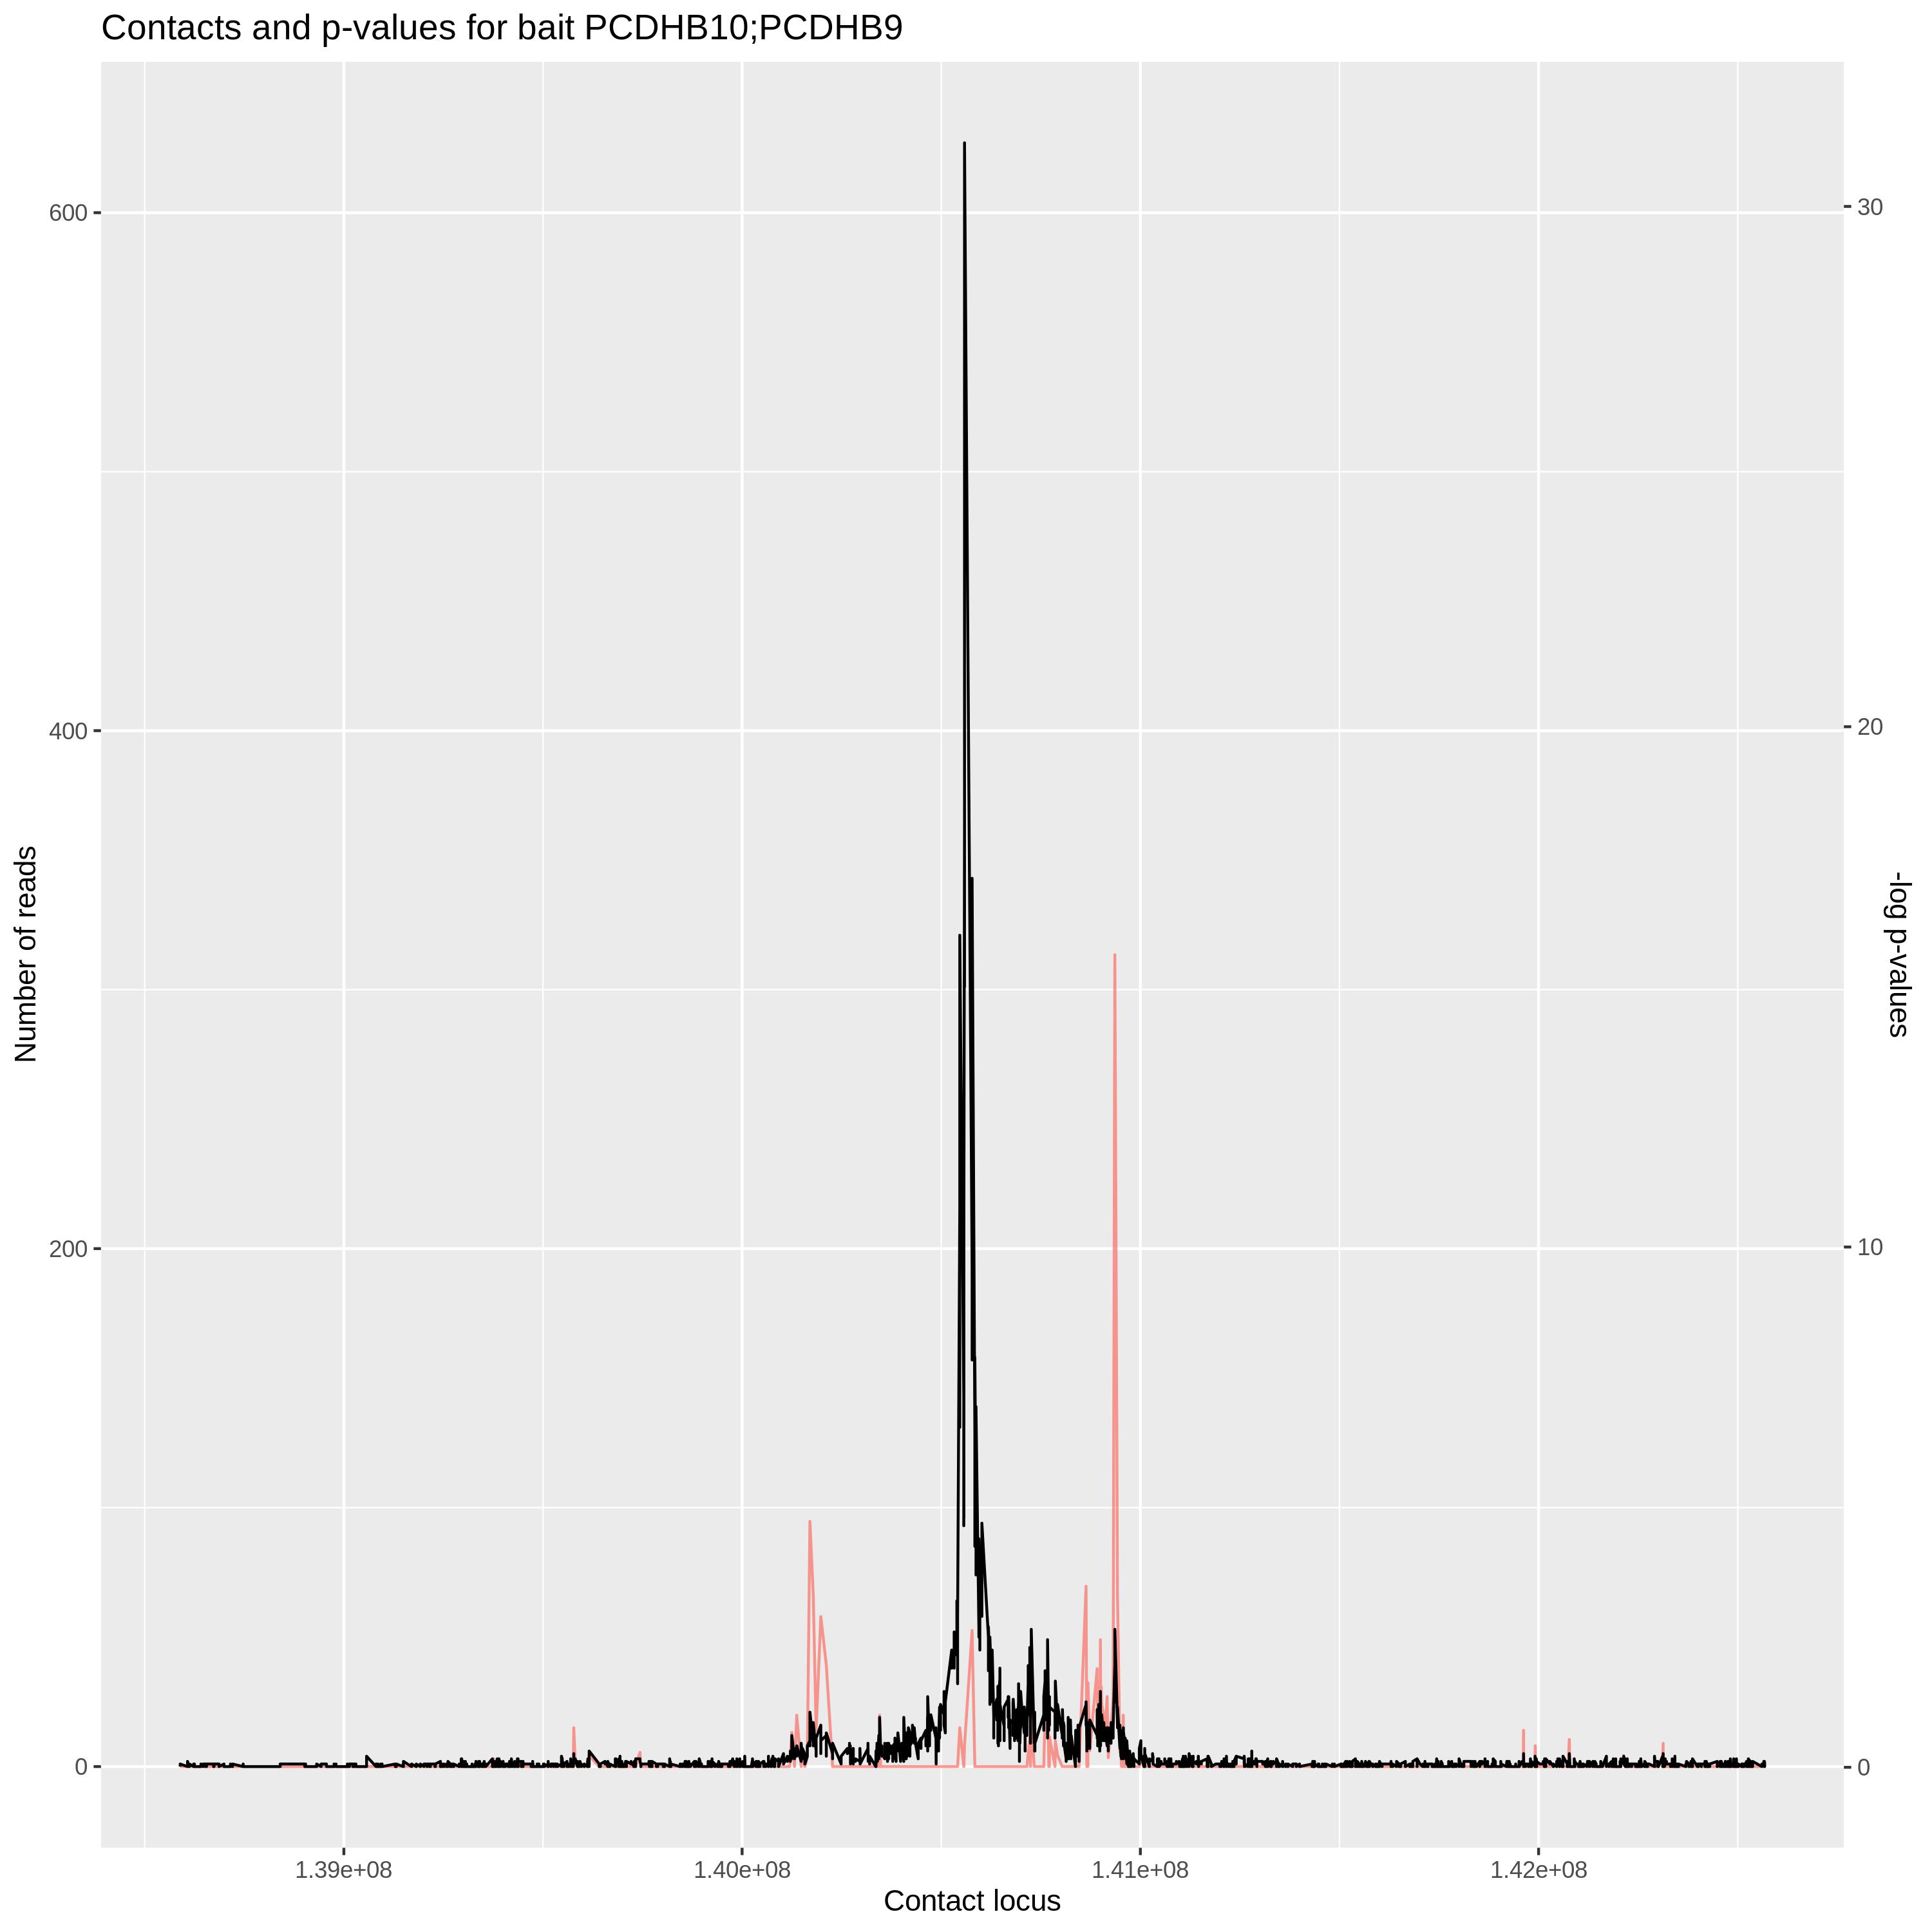 Contacts and p-values for bait PCDHB10;PCDHB9
600
400
200
0
Number of reads
30
20
10
0
-log p-values
1.39e+08
1.40e+08
1.41e+08
1.42e+08
Contact locus